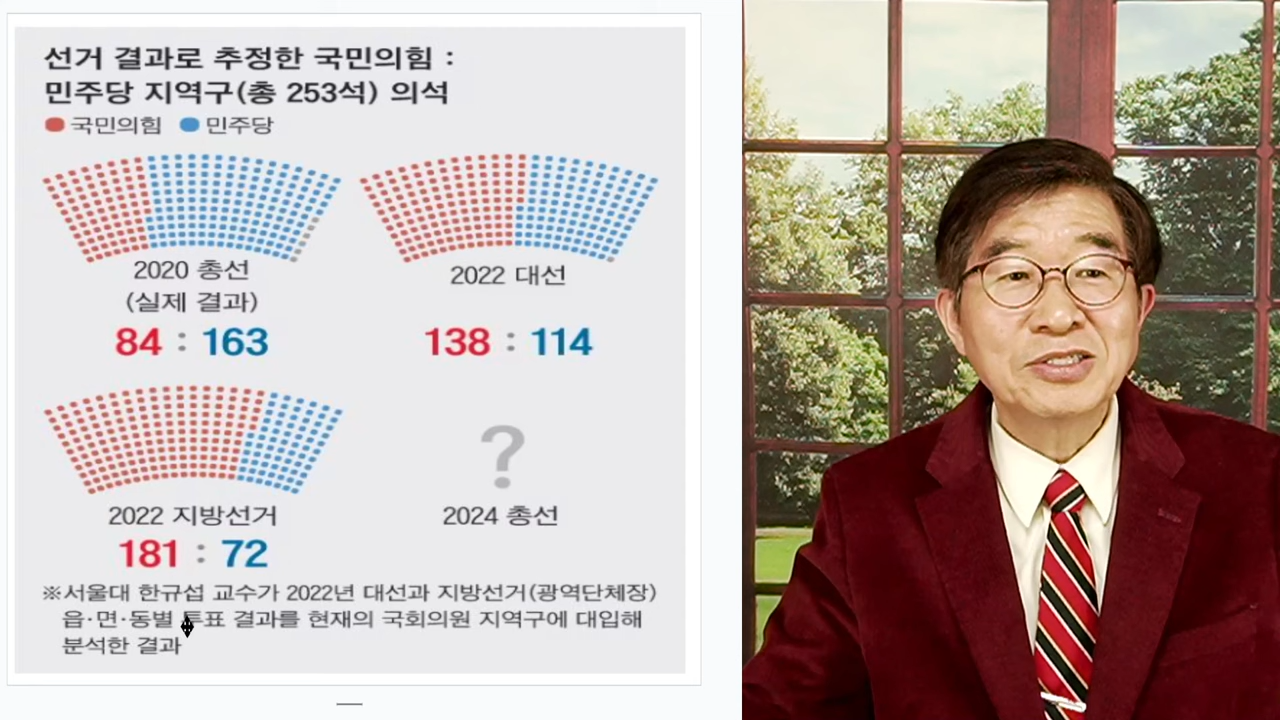 선거 결과로 추정한 국민의힘 :
민주당 지역구(총 253석) 의석
국민의힘 민주당
2020 총선
(실제 결과)
84 : 163
2022 대선
138 : 114
2022 지방선거
181 : 72
?
2024 총선
※서울대 한규섭 교수가 2022년 대선과 지방선거(광역단체장)
읍·면·동별 투표 결과를 현재의 국회의원 지역구에 대입해
분석한 결과